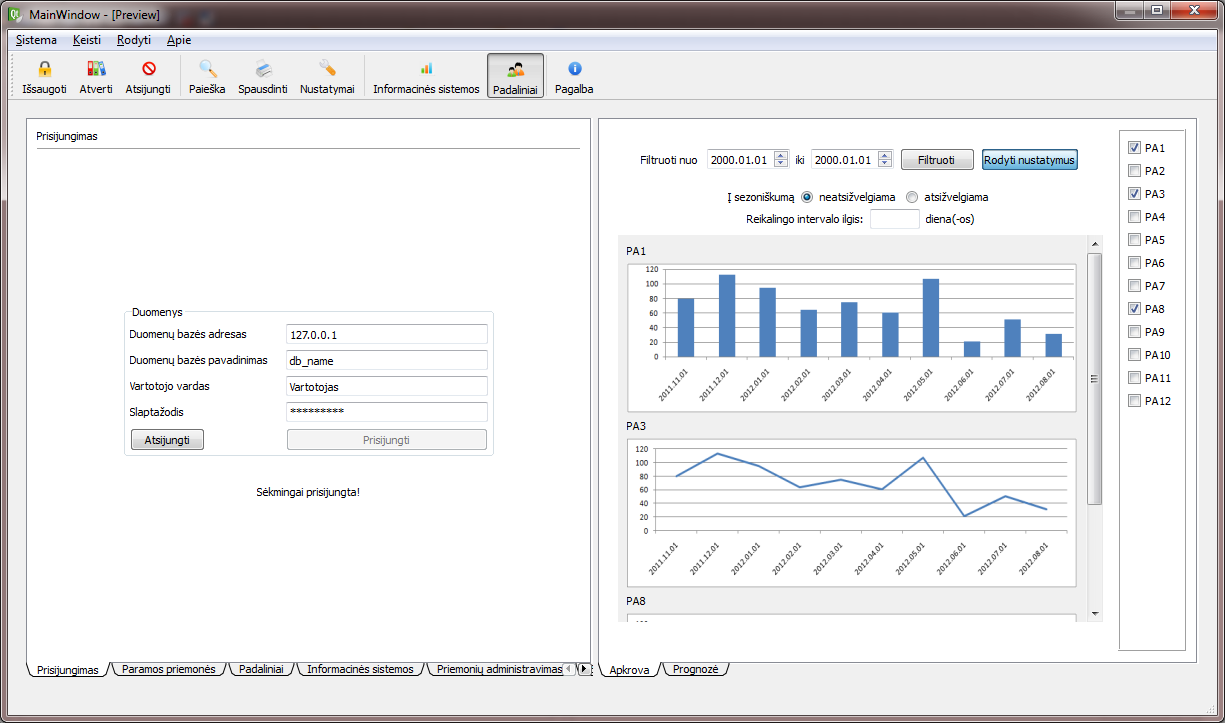 MainWindow - [Preview]
Sistema Keisti Rodyti Apie
Išsaugoti Atverti Atsijungti Paieška Spausdinti Nustatymai Informacinės sistemos Padaliniai Pagalba
Prisijungimas
Duomenys
Duomenų bazės adresas 127.0.0.1
Duomenų bazės pavadinimas db_name
Vartotojo vardas Vartotojas
Slaptažodis *********
Atsijungti Prisijungti
Sėkmingai prisijungta!
Prisijungimas Paramos priemonės Padaliniai Informacinės sistemos Priemonių administravimas
Filtruoti nuo 2000.01.01 iki 2000.01.01 Filtruoti Rodyti nustatymus
Į sezoniškumą neatsižvelgiama atsižvelgiama
Reikalingo intervalo ilgis: diena(-os)
PA1
120
100
80
60
40
20
0
2011.11.01 2011.12.01 2012.01.01 2012.02.01 2012.03.01 2012.04.01 2012.05.01 2012.06.01 2012.07.01 2012.08.01
PA3
120
100
80
60
40
20
0
2011.11.01 2011.12.01 2012.01.01 2012.02.01 2012.03.01 2012.04.01 2012.05.01 2012.06.01 2012.07.01 2012.08.01
PA8
Apkrova Prognozė
PA1
PA2
PA3
PA4
PA5
PA6
PA7
PA8
PA9
PA10
PA11
PA12